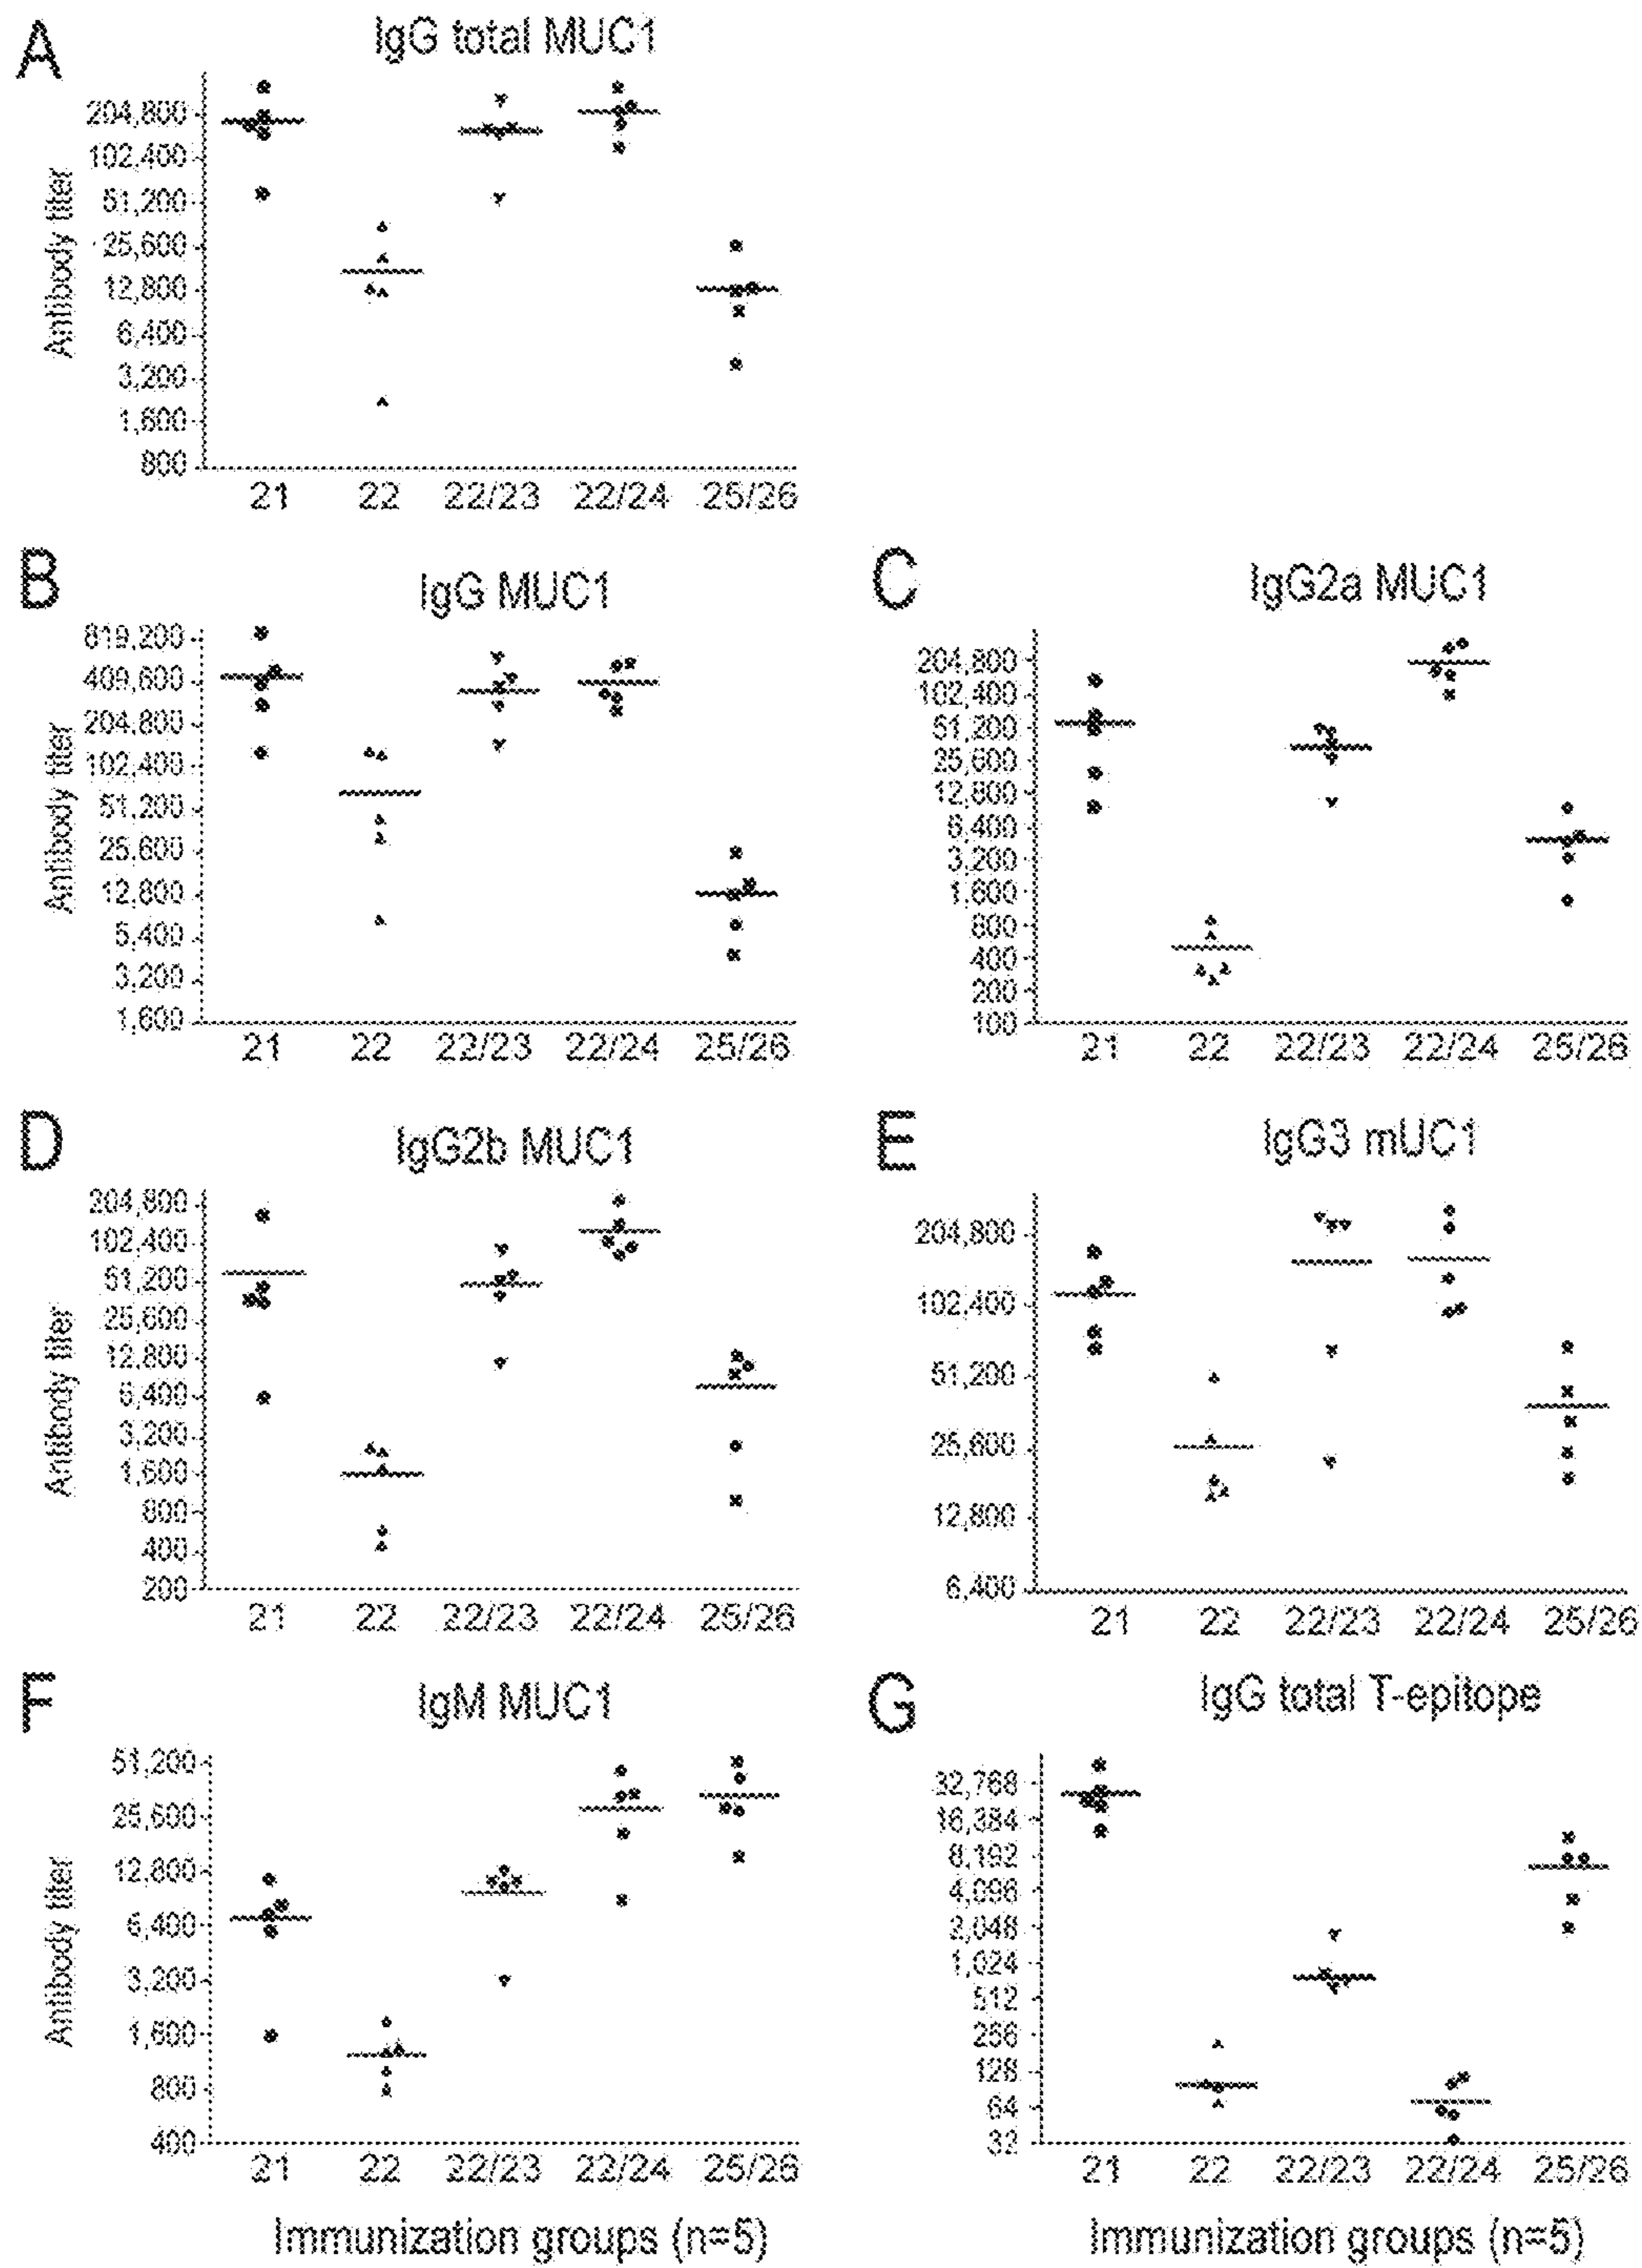 A
IgG total MUC1
Antibody titer
204,800
102,400
51,200
25,600
12,800
6,400
3,200
1,600
800
21 22 22/23 22/24 25/26
B
IgG MUC1
Antibody titer
819,200
409,600
204,800
102,400
51,200
25,600
12,800
5,400
3,200
1,600
21 22 22/23 22/24 25/26
C
IgG2a MUC1
204,800
102,400
51,200
25,600
12,800
6,400
3,200
1,600
800
400
200
100
21 22 22/23 22/24 25/26
D
IgG2b MUC1
Antibody titer
204,800
102,400
51,200
25,600
12,800
6,400
3,200
1,600
800
400
200
21 22 22/23 22/24 25/26
E
IgG3 mUC1
204,800
102,400
51,200
25,600
12,800
6,400
21 22 22/23 22/24 25/26
F
IgM MUC1
Antibody titer
51,200
25,600
12,800
6,400
3,200
1,600
800
400
21 22 22/23 22/24 25/26
Immunization groups (n=5)
G
IgG total T-epitope
32,768
16,384
8,192
4,096
2,048
1,024
512
256
128
64
32
21 22 22/23 22/24 25/26
Immunization groups (n=5)